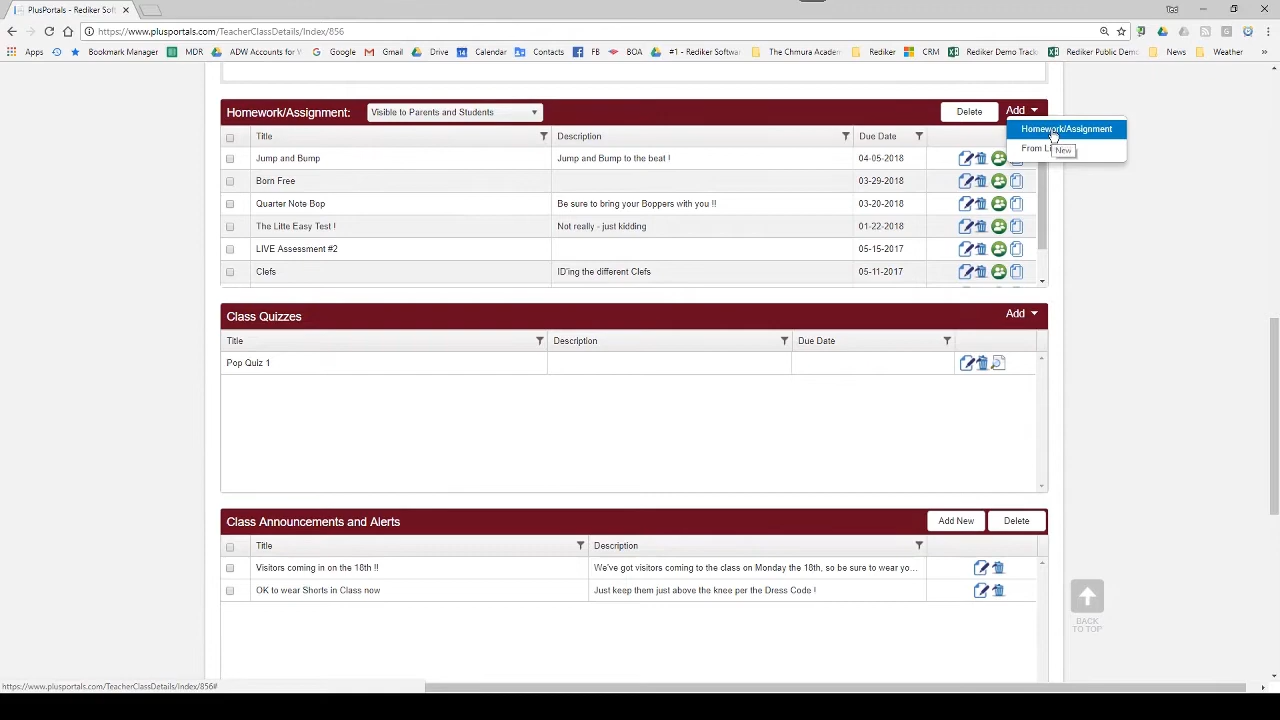 PlusPortals - Rediker Sof
Ted
https://www.plusportals.com/TeacherClassDetails/Index/856
Apps
Bookmark Manager
MDR
ADW Accounts for V
Google
Gmail
Drive
Calendar
Contacts
FB
BOA
#1 - Rediker Softwar
The Chmura Academ
Rediker
CRM
Rediker Demo Track
Rediker Public Demo
News
Weather
Homework/Assignment:
Visible to Parents and Students
Delete
Add
Homework/Assignment
From Li
New
Title
Description
Due Date
Jump and Bump
Jump and Bump to the beat !
04-05-2018
Born Free
03-29-2018
Quarter Note Bop
Be sure to bring your Boppers with you !!
03-20-2018
The Litte Easy Test !
Not really - just kidding
01-22-2018
LIVE Assessment #2
05-15-2017
Clefs
ID'ing the different Clefs
05-11-2017
Class Quizzes
Add
Title
Description
Due Date
Pop Quiz 1
Class Announcements and Alerts
Add New
Delete
Title
Description
Visitors coming in on the 18th !!
We've got visitors coming to the class on Monday the 18th, so be sure to wear yo...
OK to wear Shorts in Class now
Just keep them just above the knee per the Dress Code !
BACK
TO TOP
https://www.plusportals.com/TeacherClassDetails/Index/856#